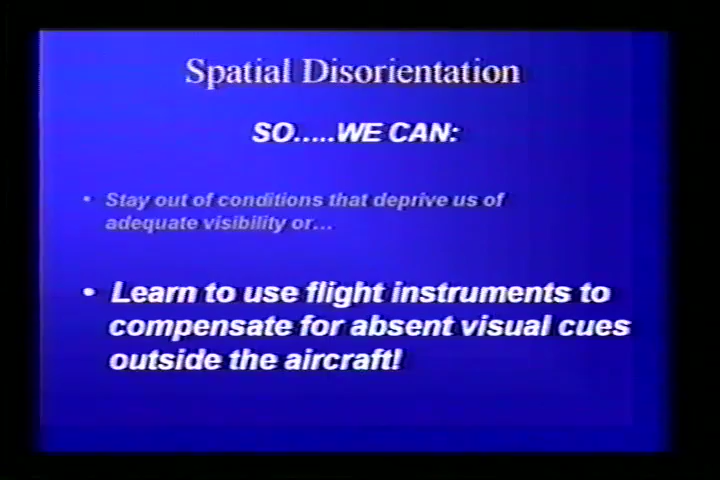 Spatial Disorientation
SO.....WE CAN:
• Stay out of conditions that deprive us of
adequate visibility or...
• Learn to use flight instruments to
compensate for absent visual cues
outside the aircraft!